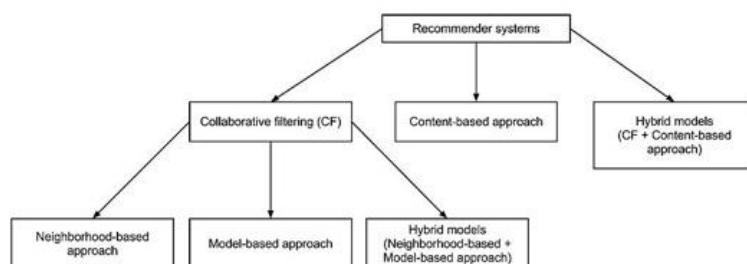 Recommender systems
Collaborative filtering (CF)
Content-based approach
Hybrid models
(CF + Content-based
approach)
Neighborhood-based
approach
Model-based approach
Hybrid models
(Neighborhood-based +
Model-based approach)